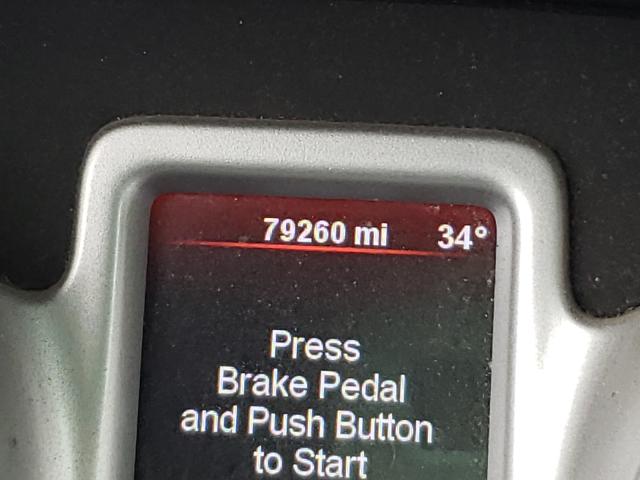 79260 mi 34°
Press
Brake Pedal
and Push Button
to Start